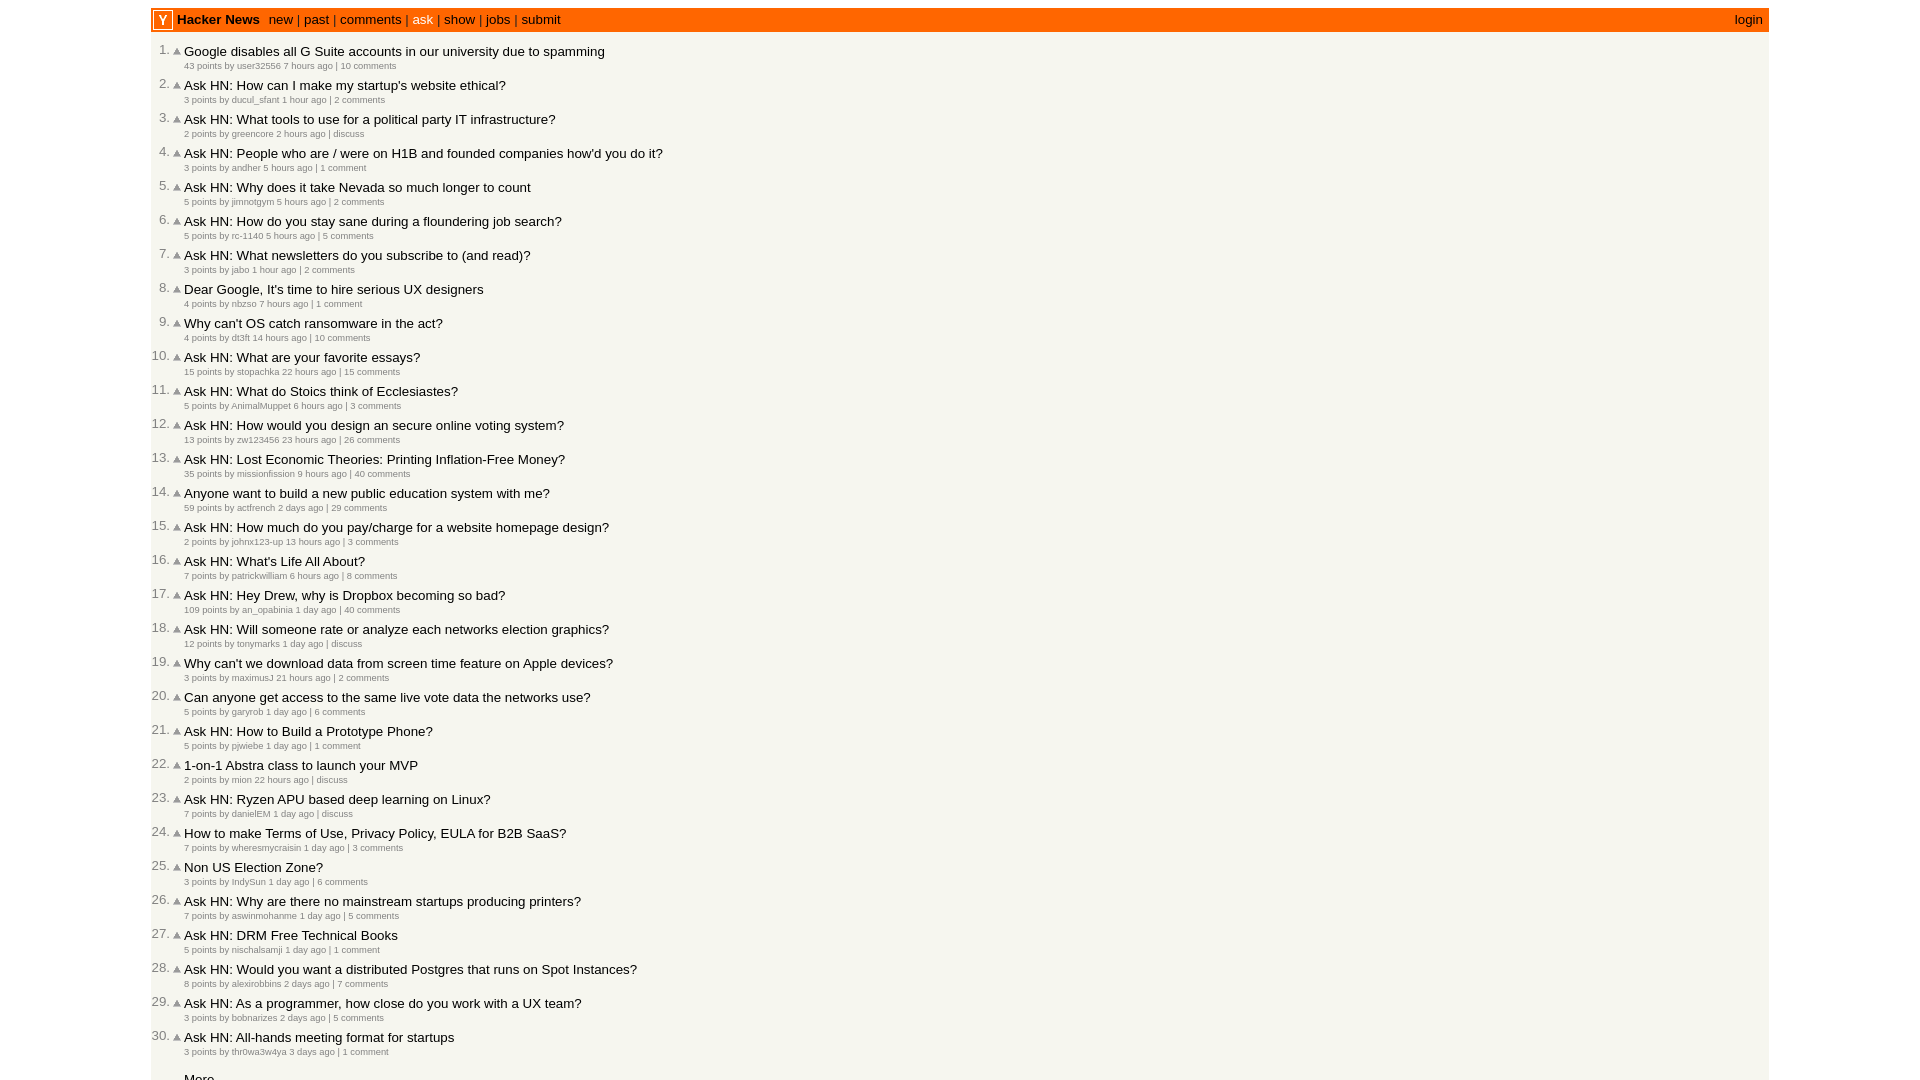 Y Hacker News new | past | comments | ask | show | jobs | submit login
1. Google disables all G Suite accounts in our university due to spamming
43 points by user32556 7 hours ago | 10 comments
2. Ask HN: How can I make my startup's website ethical?
3 points by ducul_sfant 1 hour ago | 2 comments
3. Ask HN: What tools to use for a political party IT infrastructure?
2 points by greencore 2 hours ago | discuss
4. Ask HN: People who are / were on H1B and founded companies how'd you do it?
3 points by andher 5 hours ago | 1 comment
5. Ask HN: Why does it take Nevada so much longer to count
5 points by jimnotgym 5 hours ago | 2 comments
6. Ask HN: How do you stay sane during a floundering job search?
5 points by rc-1140 5 hours ago | 5 comments
7. Ask HN: What newsletters do you subscribe to (and read)?
3 points by jabo 1 hour ago | 2 comments
8. Dear Google, It's time to hire serious UX designers
4 points by nbzso 7 hours ago | 1 comment
9. Why can't OS catch ransomware in the act?
4 points by dt3ft 14 hours ago | 10 comments
10. Ask HN: What are your favorite essays?
15 points by stopachka 22 hours ago | 15 comments
11. Ask HN: What do Stoics think of Ecclesiastes?
5 points by AnimalMuppet 6 hours ago | 3 comments
12. Ask HN: How would you design an secure online voting system?
13 points by zw123456 23 hours ago | 26 comments
13. Ask HN: Lost Economic Theories: Printing Inflation-Free Money?
35 points by missionfission 9 hours ago | 40 comments
14. Anyone want to build a new public education system with me?
59 points by actfrench 2 days ago | 29 comments
15. Ask HN: How much do you pay/charge for a website homepage design?
2 points by johnx123-up 13 hours ago | 3 comments
16. Ask HN: What's Life All About?
7 points by patrickwilliam 6 hours ago | 8 comments
17. Ask HN: Hey Drew, why is Dropbox becoming so bad?
109 points by an_opabinia 1 day ago | 40 comments
18. Ask HN: Will someone rate or analyze each networks election graphics?
12 points by tonymarks 1 day ago | discuss
19. Why can't we download data from screen time feature on Apple devices?
3 points by maximusJ 21 hours ago | 2 comments
20. Can anyone get access to the same live vote data the networks use?
5 points by garyrob 1 day ago | 6 comments
21. Ask HN: How to Build a Prototype Phone?
5 points by pjwiebe 1 day ago | 1 comment
22. 1-on-1 Abstra class to launch your MVP
2 points by mion 22 hours ago | discuss
23. Ask HN: Ryzen APU based deep learning on Linux?
7 points by danielEM 1 day ago | discuss
24. How to make Terms of Use, Privacy Policy, EULA for B2B SaaS?
7 points by wheresmycraisin 1 day ago | 3 comments
25. Non US Election Zone?
3 points by IndySun 1 day ago | 6 comments
26. Ask HN: Why are there no mainstream startups producing printers?
7 points by aswinmohanme 1 day ago | 5 comments
27. Ask HN: DRM Free Technical Books
5 points by nischalsamji 1 day ago | 1 comment
28. Ask HN: Would you want a distributed Postgres that runs on Spot Instances?
8 points by alexirobbins 2 days ago | 7 comments
29. Ask HN: As a programmer, how close do you work with a UX team?
3 points by bobnarizes 2 days ago | 5 comments
30. Ask HN: All-hands meeting format for startups
3 points by thr0wa3w4ya 3 days ago | 1 comment
More